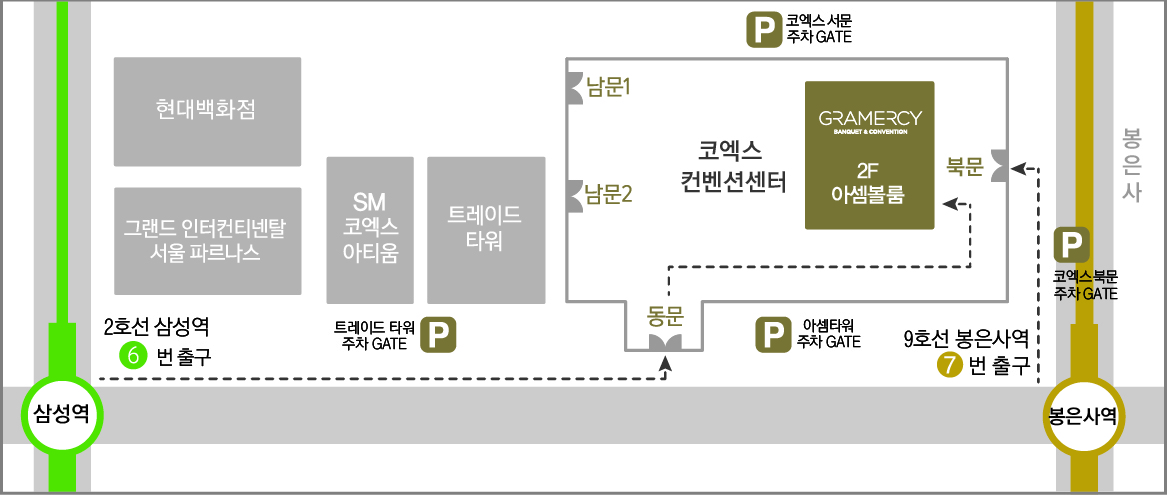 P 코엑스 서문
주차 GATE
현대백화점
그랜드 인터컨티넨탈
서울 파르나스
SM
코엑스
아티움
트레이드
타워
남문1
남문2
코엑스
컨벤션센터
GRAMERCY
BANQUET & CONVENTION
2F
아셈볼룸
북문
동문
봉
은
사
P
코엑스북문
주차 GATE
2호선 삼성역
6 번 출구
트레이드 타워
주차 GATE
P
P
아셈타워
주차 GATE
9호선 봉은사역
7 번 출구
삼성역
봉은사역